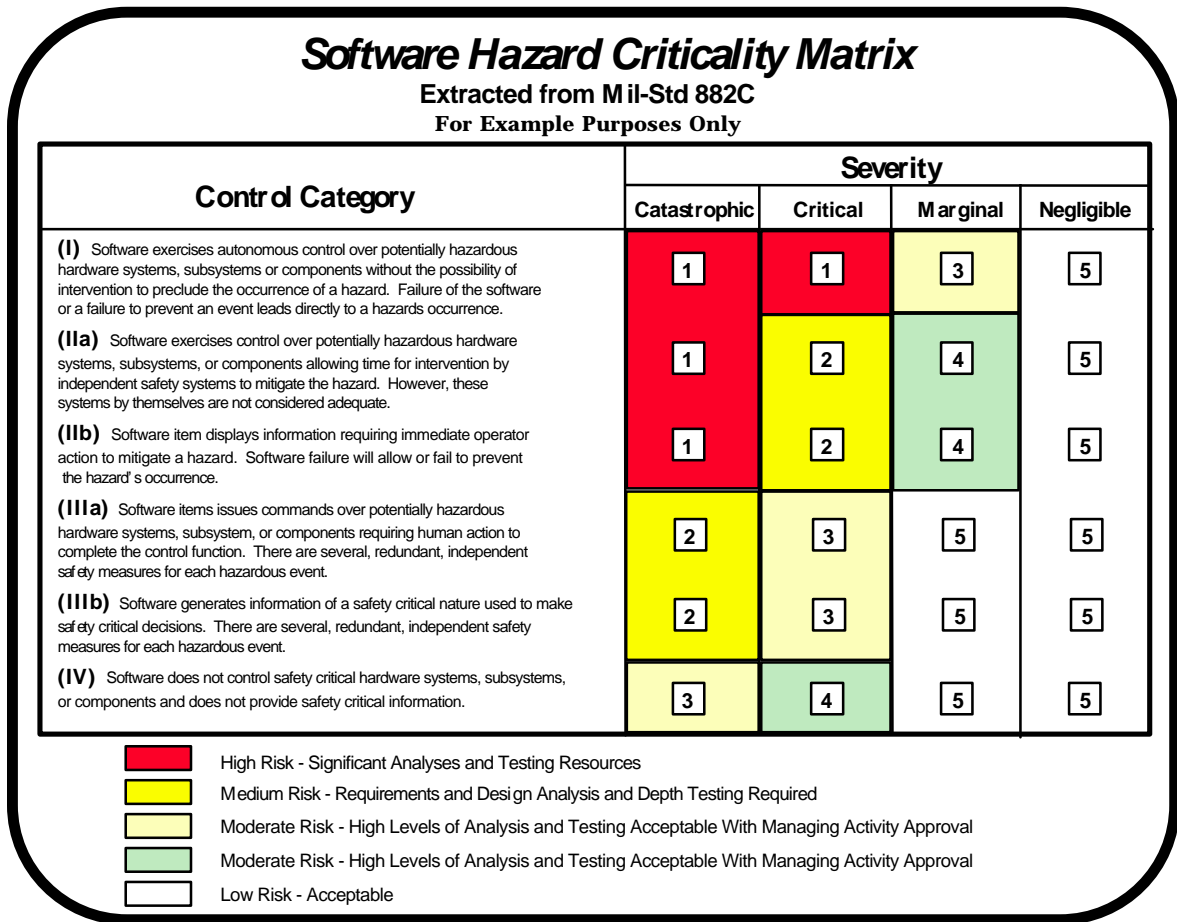 Software Hazard Criticality Matrix
Extracted from Mil-Std 882C
For Example Purposes Only
Control Category
Severity
Catastrophic Critical Marginal Negligible
(I) Software exercises autonomous control over potentially hazardous
hardware systems, subsystems or components without the possibility of
intervention to preclude the occurrence of a hazard. Failure of the software
or a failure to prevent an event leads directly to a hazards occurrence.
1 1 3 5
(IIa) Software exercises control over potentially hazardous hardware
systems, subsystems, or components allowing time for intervention by
independent safety systems to mitigate the hazard. However, these
systems by themselves are not considered adequate.
1 2 4 5
(IIb) Software item displays information requiring immediate operator
action to mitigate a hazard. Software failure will allow or fail to prevent
the hazard's occurrence.
1 2 4 5
(IIIa) Software items issues commands over potentially hazardous
hardware systems, subsystem, or components requiring human action to
complete the control function. There are several, redundant, independent
safety measures for each hazardous event.
2 3 5 5
(IIIb) Software generates information of a safety critical nature used to make
safety critical decisions. There are several, redundant, independent safety
measures for each hazardous event.
2 3 5 5
(IV) Software does not control safety critical hardware systems, subsystems,
or components and does not provide safety critical information.
3 4 5 5
High Risk - Significant Analyses and Testing Resources
Medium Risk - Requirements and Design Analysis and Depth Testing Required
Moderate Risk - High Levels of Analysis and Testing Acceptable With Managing Activity Approval
Moderate Risk - High Levels of Analysis and Testing Acceptable With Managing Activity Approval
Low Risk - Acceptable